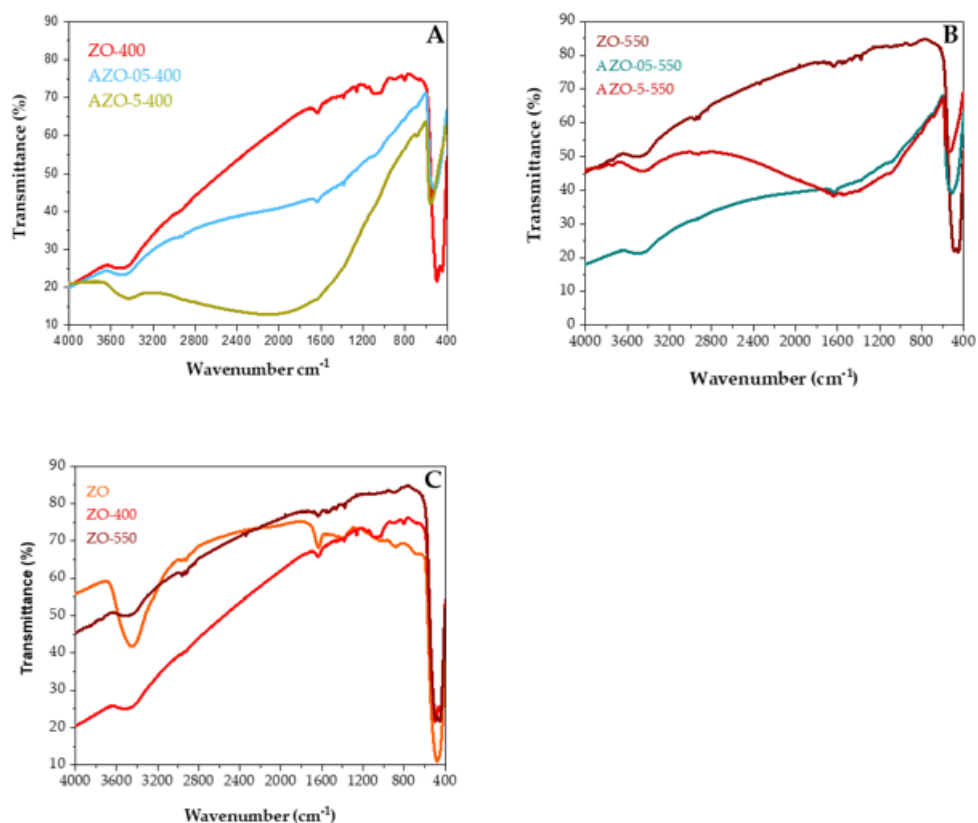 A
ZO-400
AZO-05-400
AZO-5-400
Transmittance (%)
90
80
70
60
50
40
30
20
10
4000 3200 2400 1600 800 400
Wavenumber cm⁻¹
B
ZO-550
AZO-05-550
AZO-5-550
Transmittance (%)
90
80
70
60
50
40
30
20
10
0
4000 3600 3200 2800 2400 2000 1600 1200 800 400
Wavenumber (cm⁻¹)
C
ZO
ZO-400
ZO-550
Transmittance (%)
90
80
70
60
50
40
30
20
10
4000 3600 3200 2800 2400 2000 1600 1200 800 400
Wavenumber (cm⁻¹)